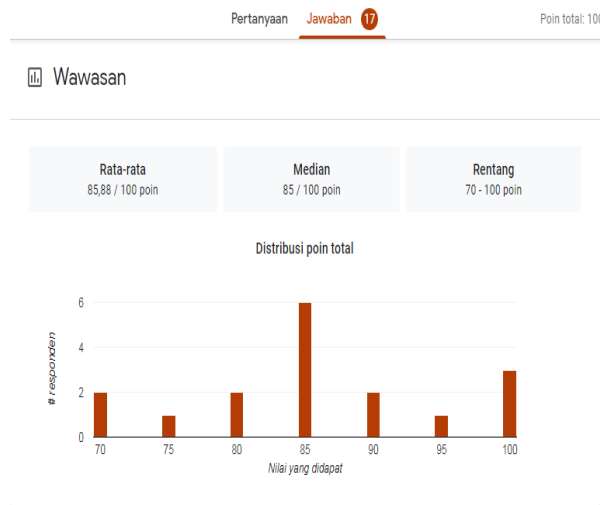 Pertanyaan Jawaban 17 Poin total: 100
Wawasan
Rata-rata Median Rentang
85,88 / 100 poin 85 / 100 poin 70 - 100 poin
Distribusi poin total
6
4
2
0
# responden
70 75 80 85 90 95 100
Nilai yang didapat